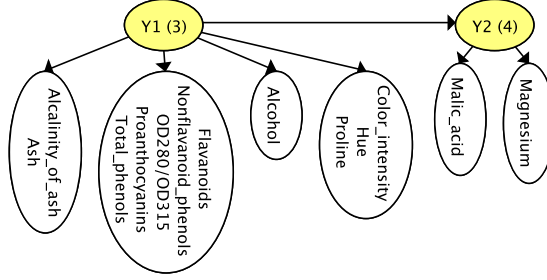 Y1 (3)
Y2 (4)
Alcalinity_of_ash
Ash
Flavanoids
Nonflavanoid_phenols
OD280/OD315
Proanthocyanins
Total_phenols
Alcohol
Color_intensity
Hue
Proline
Malic_acid
Magnesium